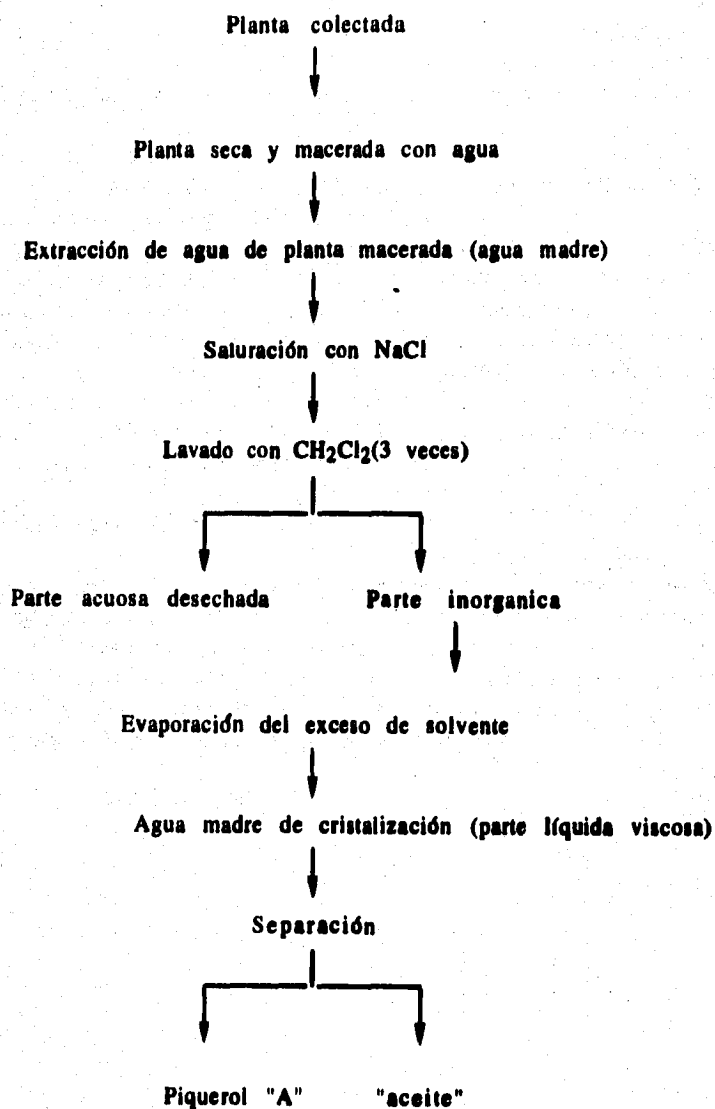 Planta colectada
Planta seca y macerada con agua
Extracción de agua de planta macerada (agua madre)
Saturación con NaCl
Lavado con CH₂Cl₂(3 veces)
Parte acuosa desechada
Parte inorganica
Evaporación del exceso de solvente
Agua madre de cristalización (parte líquida viscosa)
Separación
Piquerol "A"
"aceite"